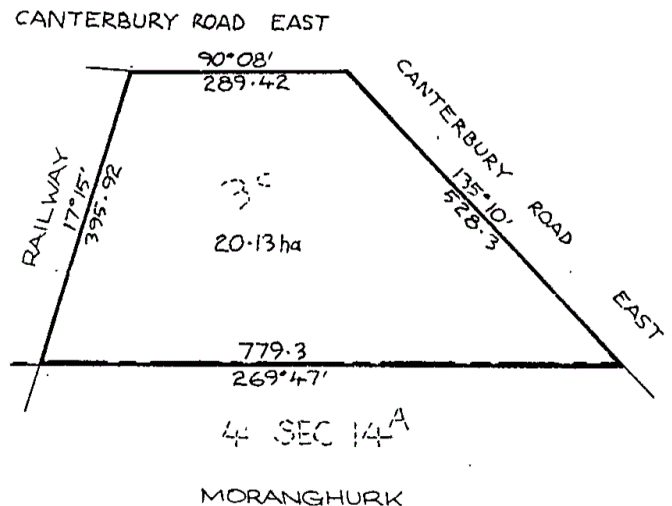 CANTERBURY ROAD EAST
90°08'
289·42
CANTERBURY ROAD EAST
135°10'
528·3
RAILWAY
17°15'
395·92
3ᶜ
20·13ha
779·3
269°47'
4 SEC 14ᴬ
MORANGHURK